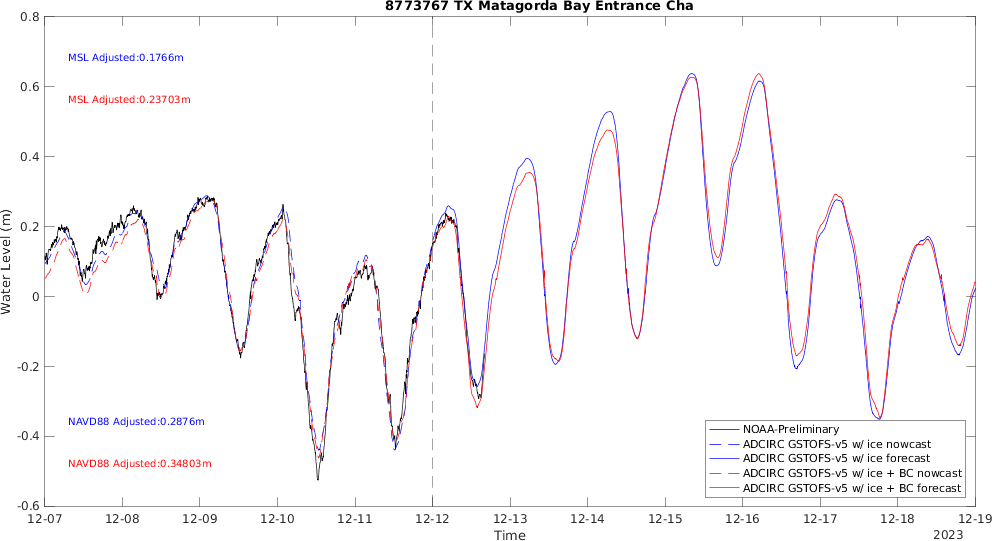 8773767 TX Matagorda Bay Entrance Cha
0.8
0.6
0.4
0.2
0
-0.2
-0.4
-0.6
Water Level (m)
MSL Adjusted:0.1766m
MSL Adjusted:0.23703m
NAVD88 Adjusted:0.2876m
NAVD88 Adjusted:0.34803m
NOAA-Preliminary
ADCIRC GSTOFS-v5 w/ ice nowcast
ADCIRC GSTOFS-v5 w/ ice forecast
ADCIRC GSTOFS-v5 w/ ice + BC nowcast
ADCIRC GSTOFS-v5 w/ ice + BC forecast
12-07 12-08 12-09 12-10 12-11 12-12 12-13 12-14 12-15 12-16 12-17 12-18 12-19
Time
2023